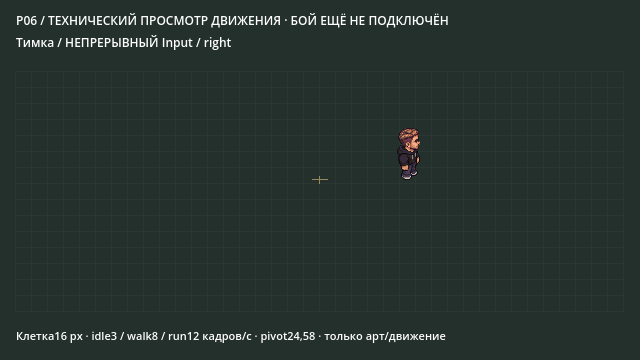 P06 / ТЕХНИЧЕСКИЙ ПРОСМОТР ДВИЖЕНИЯ · БОЙ ЕЩЁ НЕ ПОДКЛЮЧЁН
Тимка / НЕПРЕРЫВНЫЙ Input / right
Клетка16 px · idle3 / walk8 / run12 кадров/с · pivot24,58 · только арт/движение